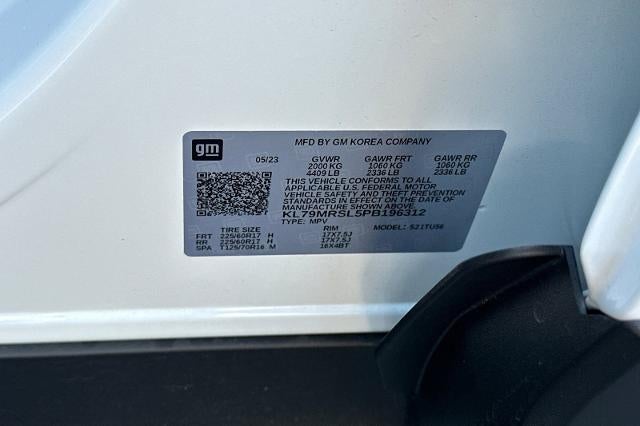 gm
MFD BY GM KOREA COMPANY
05/23 GVWR GAWR FRT GAWR RR
2000 KG 1060 KG 1060 KG
4409 LB 2336 LB 2336 LB
THIS VEHICLE CONFORMS TO ALL
APPLICABLE U.S. FEDERAL MOTOR
VEHICLE SAFETY AND THEFT PREVENTION
STANDARDS IN EFFECT ON THE DATE OF
MANUFACTURE SHOWN ABOVE.
KL79MRSL5PB196312
TYPE: MPV MODEL: 521TU56
TIRE SIZE RIM
FRT 225/60R17 H 17X7.5J
RR 225/60R17 H 17X7.5J
SPA T125/70R16 M 16X4BT